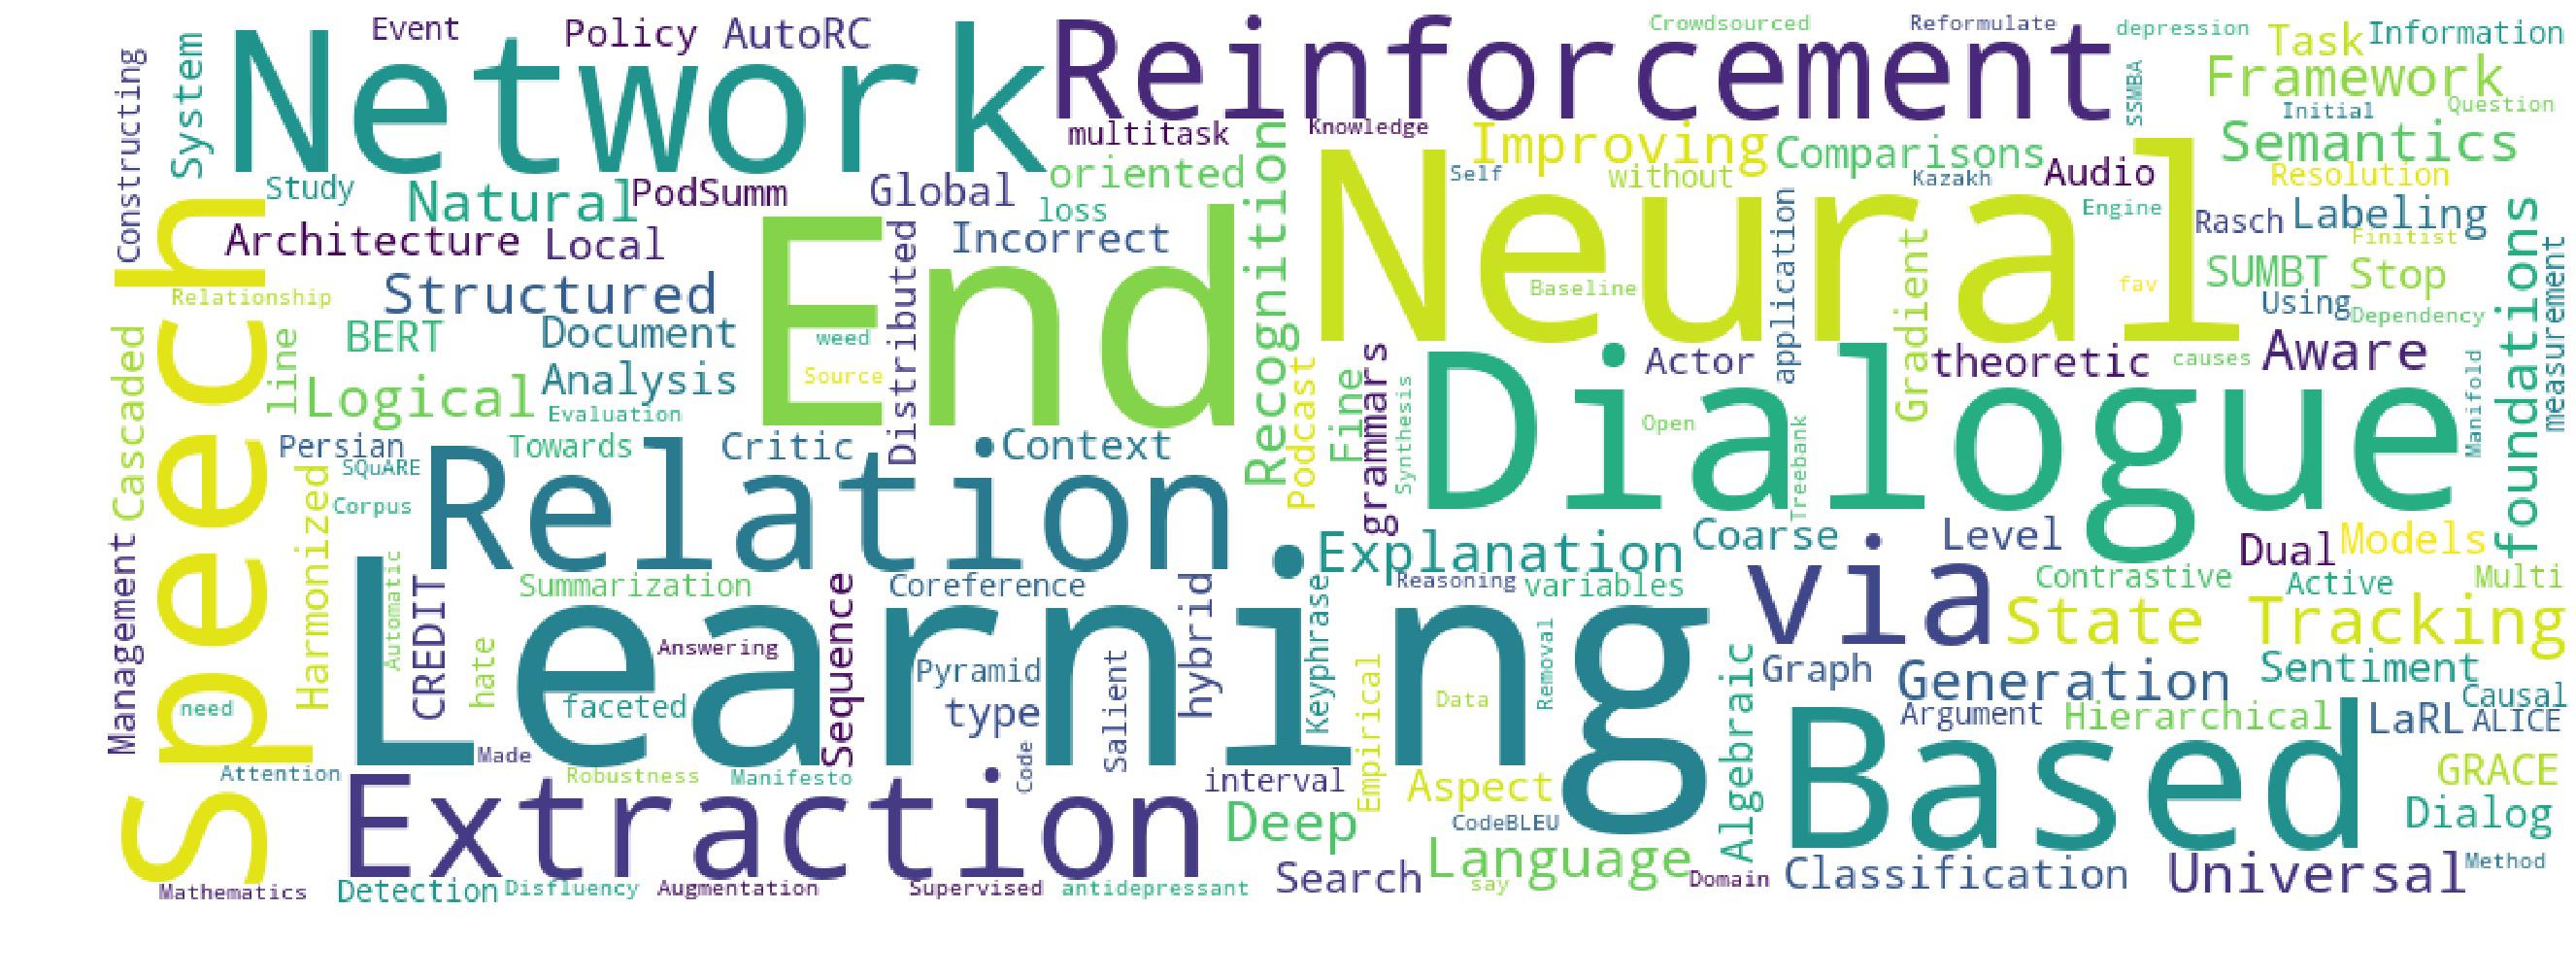 Event
Policy
AutoRC
Crowdsourced
Reformulate
depression
Task
Information
Constructing
System
Network
Reinforcement
SSMBA
Framework
Initial
Question
multitask
Knowledge
Improving
Comparisons
Audio
Semantics
Study
Natural
PodSumm
Global
oriented
Self
without
Kazakh
Resolution
loss
Recognition
Neural
application
Engine
Rasch
Labeling
Architecture
Local
Incorrect
Finitist
foundations
Speech
Relationship
Structured
End
Distributed
Baseline
Gradient
fav
SUMBT
Stop
measurement
BERT
Document
weed
Using
Dependency
Cascaded
line
Logical
Analysis
Source
Podcast
Fine
grammars
Actor
theoretic
causes
Aware
Manifold
Evaluation
Synthesis
Dialogue
Open
Treebank
Persian
Towards
Critic
Context
SQuARE
Harmonized
Corpus
Relation
Management
Explanation
Coarse
Level
Dual
Models
Automatic
CREDIT
Summarization
Sequence
Coreference
hybrid
Keyphrase
Reasoning
variables
via
Contrastive
Active
Multi
State
Tracking
hate
Learning
Answering
Pyramid
Salient
Empirical
Removal
Algebraic
Graph
Generation
Sentiment
need
faceted
type
Data
Argument
Hierarchical
Causal
LaRL
ALICE
Made
Code
Based
Attention
Robustness
Manifesto
interval
Aspect
GRACE
Extraction
Deep
CodeBLEU
Dialog
Language
Mathematics
Detection
Disfluency
Augmentation
Supervised
antidepressant
Search
say
Domain
Classification
Universal
Method